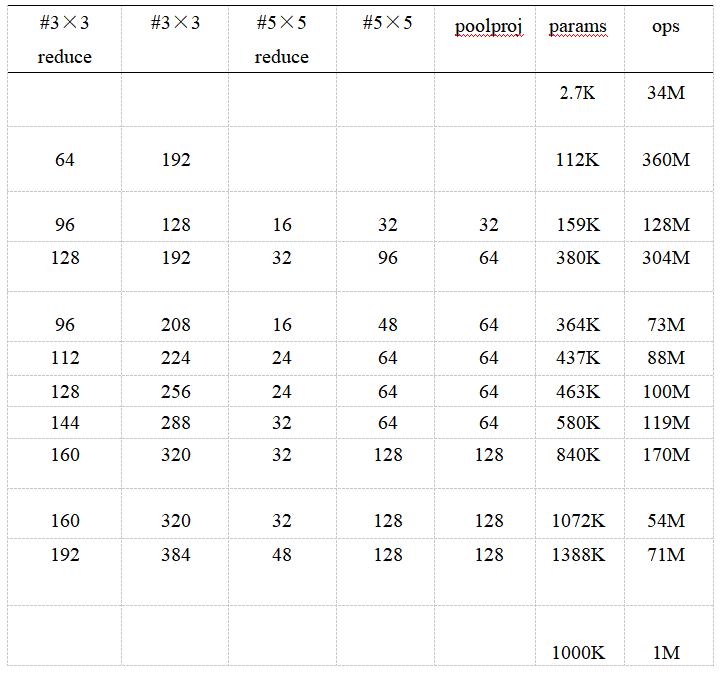 #3×3 #3×3 #5×5 #5×5 poolproj params ops
reduce reduce
2.7K 34M
64 192 112K 360M
96 128 16 32 32 159K 128M
128 192 32 96 64 380K 304M
96 208 16 48 64 364K 73M
112 224 24 64 64 437K 88M
128 256 24 64 64 463K 100M
144 288 32 64 64 580K 119M
160 320 32 128 128 840K 170M
160 320 32 128 128 1072K 54M
192 384 48 128 128 1388K 71M
1000K 1M